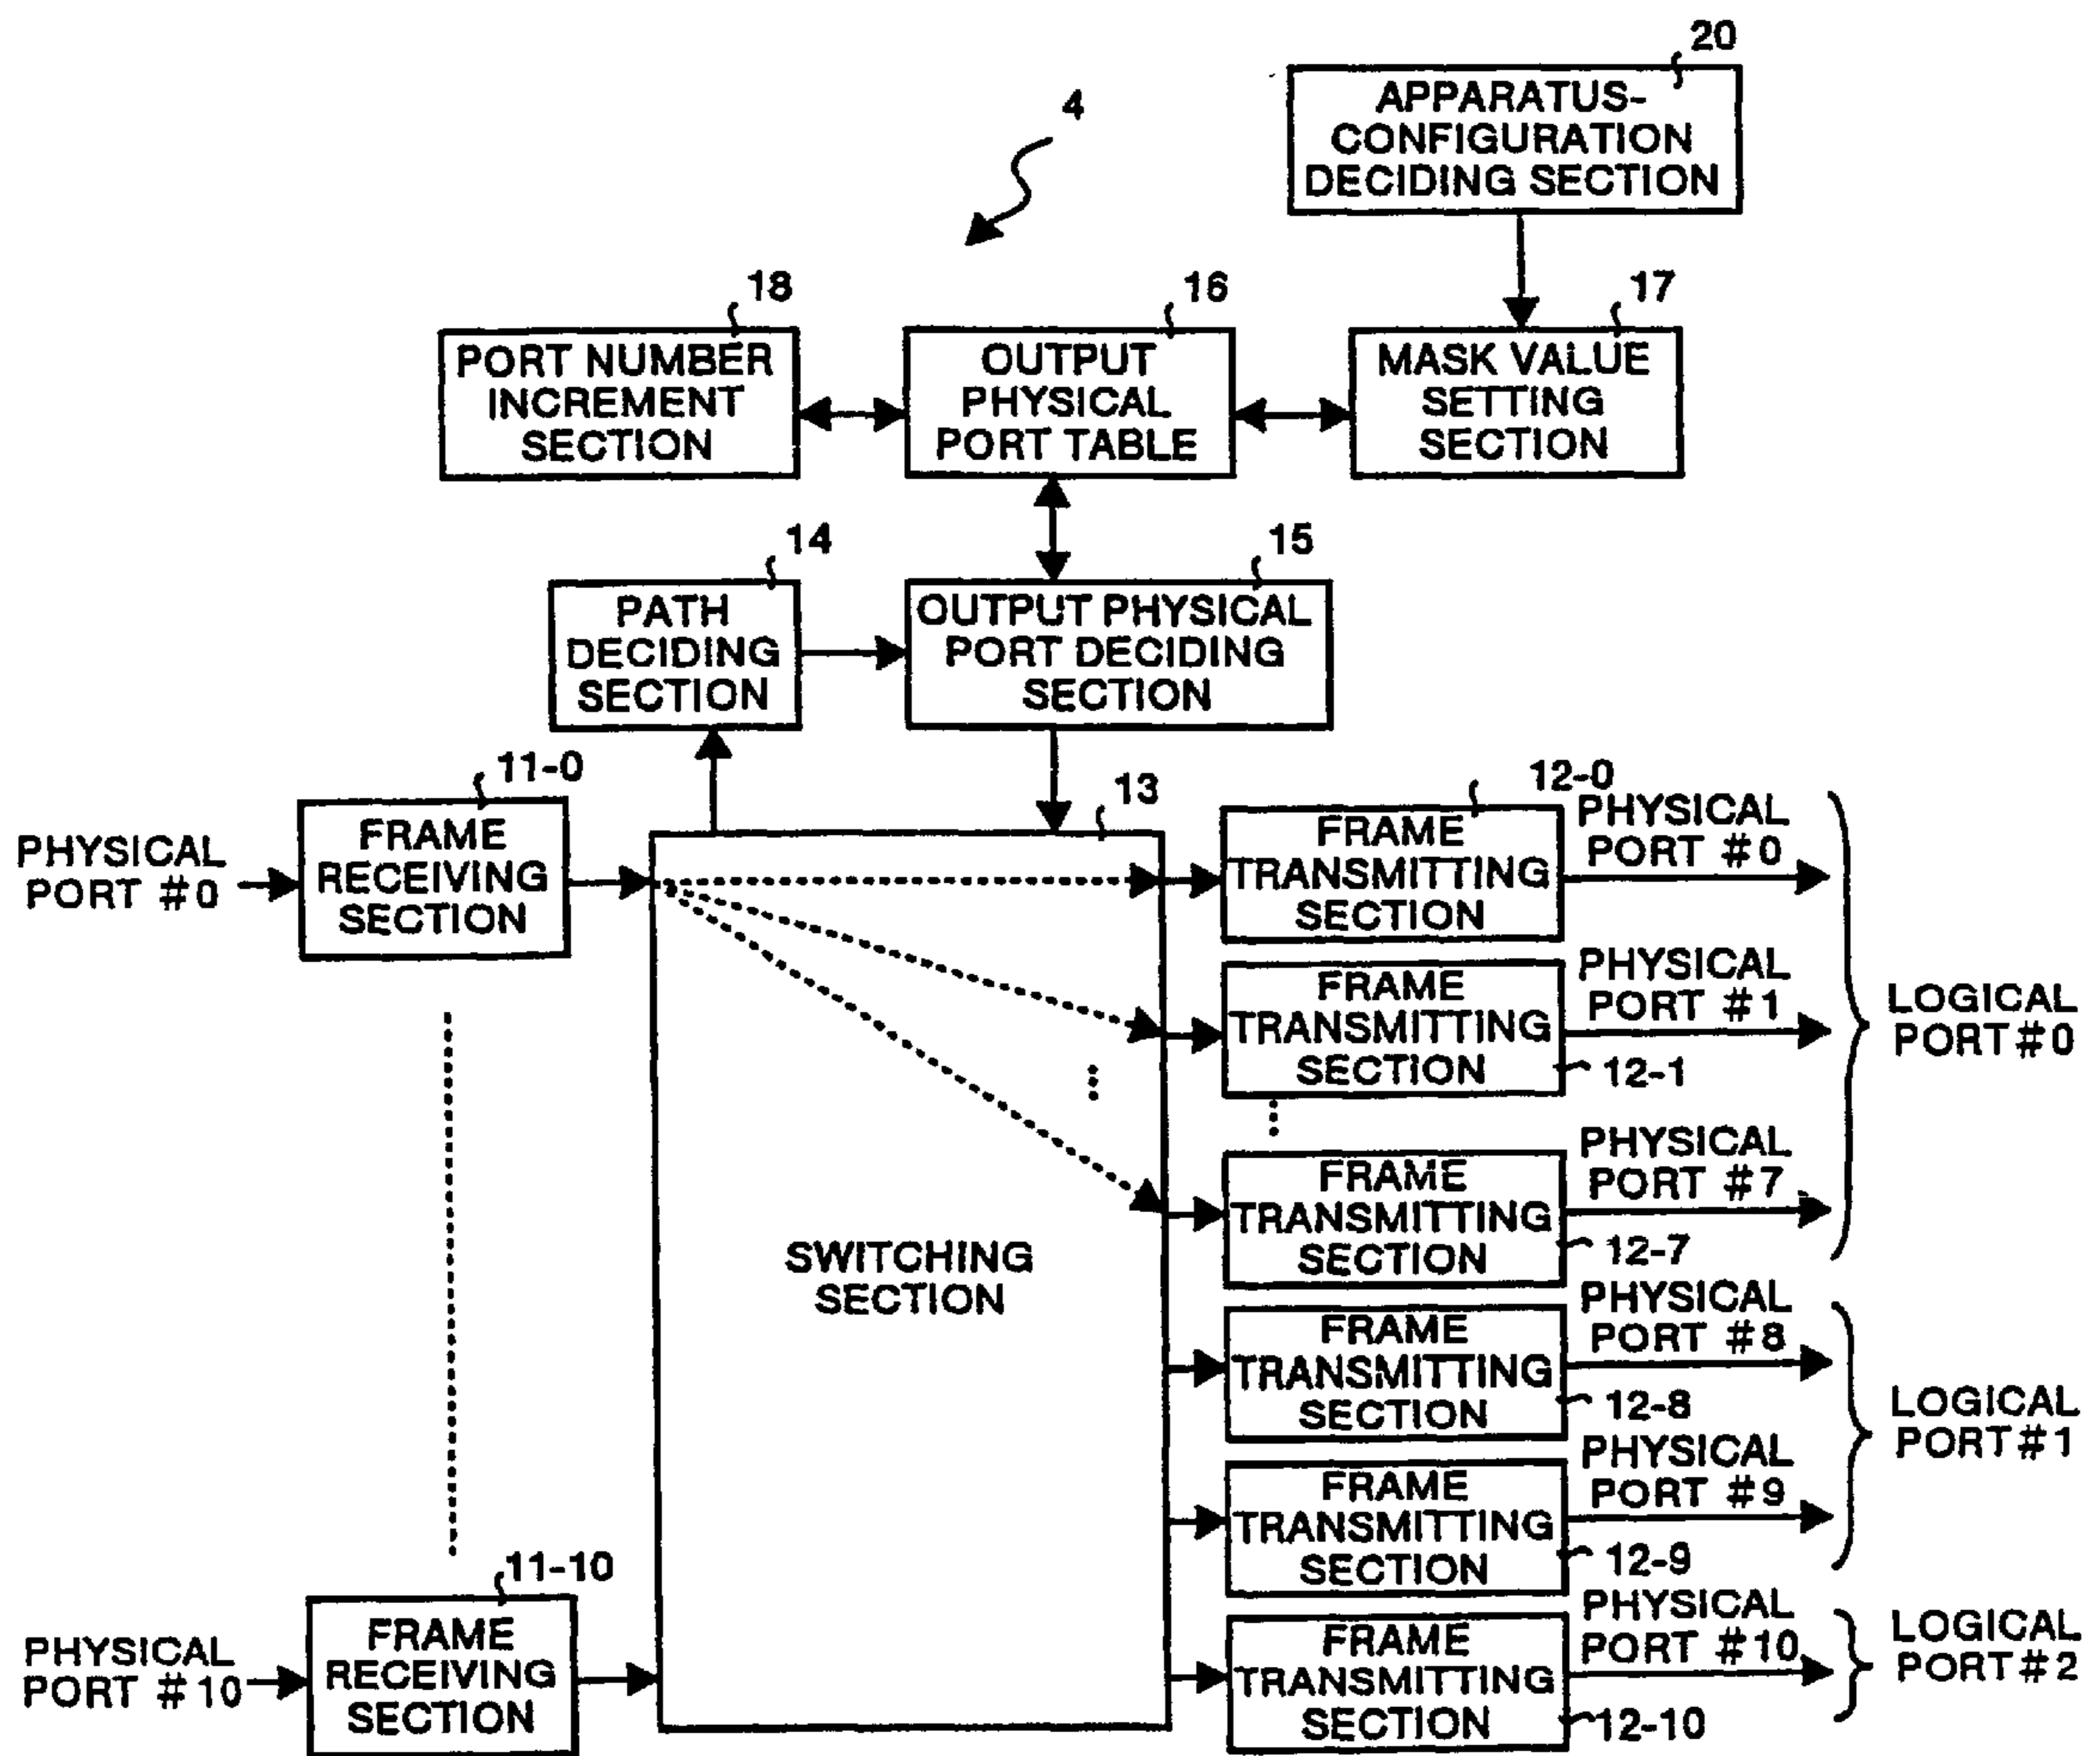 20
APPARATUS-
CONFIGURATION
DECIDING SECTION
4
18
PORT NUMBER
INCREMENT
SECTION
16
OUTPUT
PHYSICAL
PORT TABLE
17
MASK VALUE
SETTING
SECTION
14
PATH
DECIDING
SECTION
15
OUTPUT PHYSICAL
PORT DECIDING
SECTION
PHYSICAL
PORT #0
11-0
FRAME
RECEIVING
SECTION
13
SWITCHING
SECTION
12-0
FRAME
TRANSMITTING
SECTION
PHYSICAL
PORT #0
FRAME
TRANSMITTING
SECTION
12-1
PHYSICAL
PORT #1
LOGICAL
PORT#0
FRAME
TRANSMITTING
SECTION
12-7
PHYSICAL
PORT #7
FRAME
TRANSMITTING
SECTION
12-8
PHYSICAL
PORT #8
LOGICAL
PORT#1
FRAME
TRANSMITTING
SECTION
12-9
PHYSICAL
PORT #9
PHYSICAL
PORT #10
11-10
FRAME
RECEIVING
SECTION
FRAME
TRANSMITTING
SECTION
12-10
PHYSICAL
PORT #10
LOGICAL
PORT#2